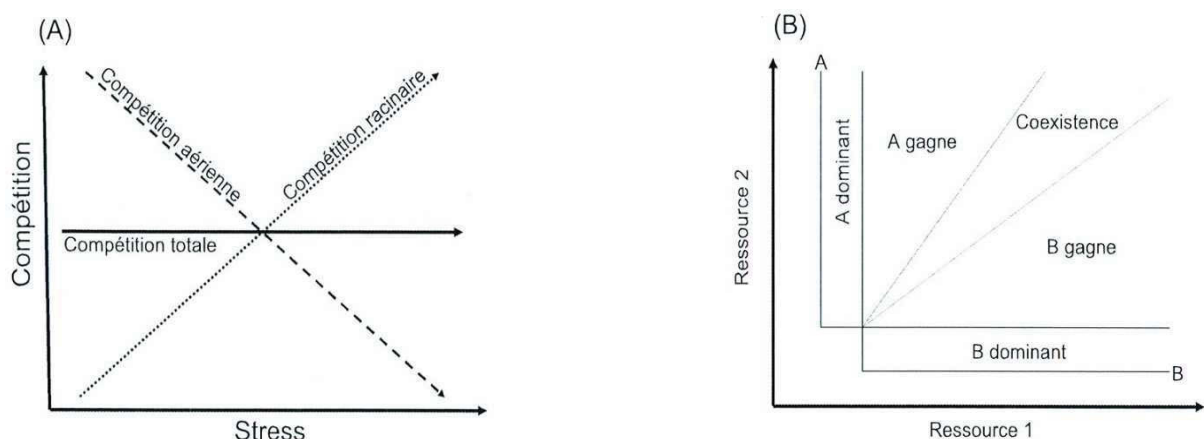 (A)
Compétition
Compétition aérienne
Compétition racinaire
Compétition totale
Stress
(B)
A
Ressource 2
A dominant
A gagne
Coexistence
B gagne
B dominant
B
Ressource 1